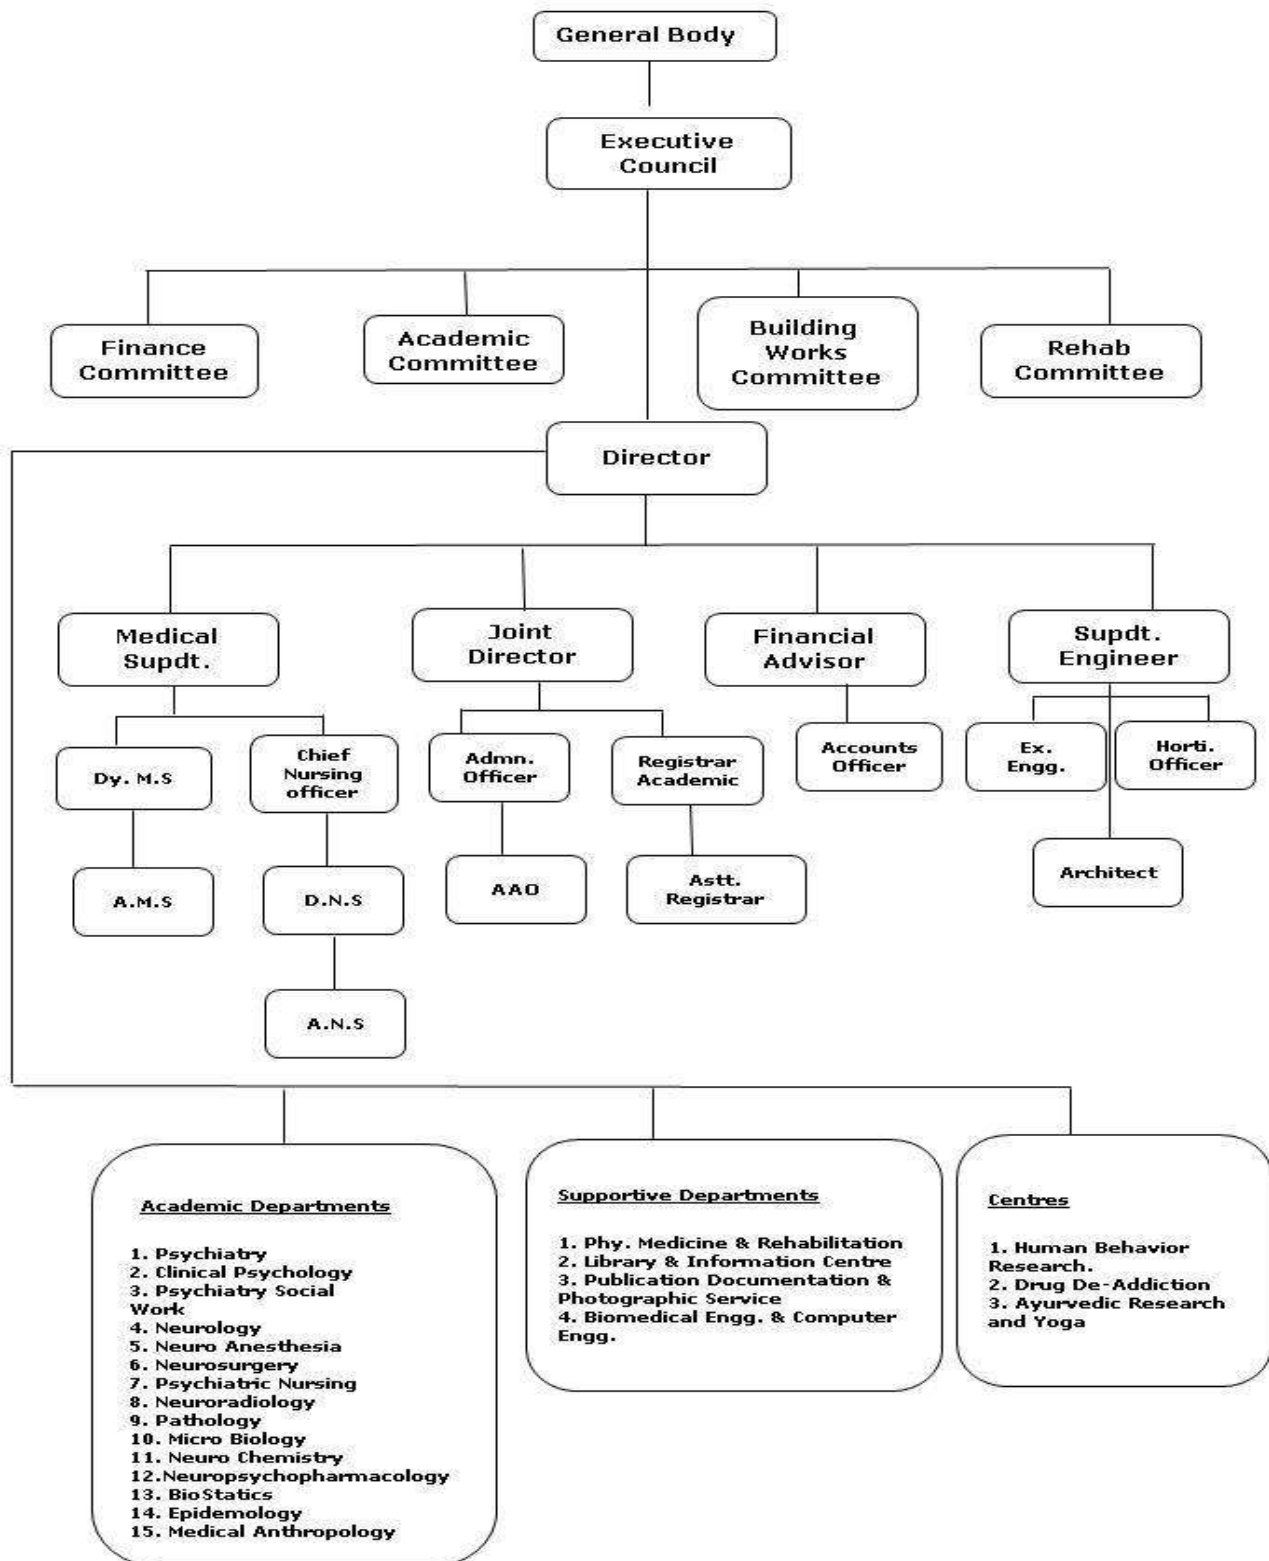 General Body
Executive
Council
Finance
Committee
Academic
Committee
Building
Works
Committee
Rehab
Committee
Director
Medical
Supdt.
Joint
Director
Financial
Advisor
Supdt.
Engineer
Dy. M.S
Chief
Nursing
officer
Admn.
Officer
Registrar
Academic
Accounts
Officer
Ex.
Engg.
Horti.
Officer
A.M.S
D.N.S
AAO
Astt.
Registrar
Architect
A.N.S
Academic Departments
1. Psychiatry
2. Clinical Psychology
3. Psychiatry Social
Work
4. Neurology
5. Neuro Anesthesia
6. Neurosurgery
7. Psychiatric Nursing
8. Neuroradiology
9. Pathology
10. Micro Biology
11. Neuro Chemistry
12.Neuropsychopharmacology
13. BioStatics
14. Epidemology
15. Medical Anthropology
Supportive Departments
1. Phy. Medicine & Rehabilitation
2. Library & Information Centre
3. Publication Documentation &
Photographic Service
4. Biomedical Engg. & Computer
Engg.
Centres
1. Human Behavior
Research.
2. Drug De-Addiction
3. Ayurvedic Research
and Yoga